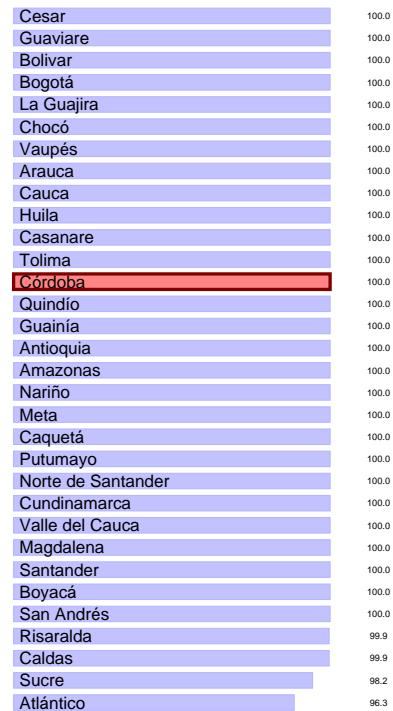 Cesar 100.0
Guaviare 100.0
Bolivar 100.0
Bogotá 100.0
La Guajira 100.0
Chocó 100.0
Vaupés 100.0
Arauca 100.0
Cauca 100.0
Huila 100.0
Casanare 100.0
Tolima 100.0
Córdoba 100.0
Quindío 100.0
Guainía 100.0
Antioquia 100.0
Amazonas 100.0
Nariño 100.0
Meta 100.0
Caquetá 100.0
Putumayo 100.0
Norte de Santander 100.0
Cundinamarca 100.0
Valle del Cauca 100.0
Magdalena 100.0
Santander 100.0
Boyacá 100.0
San Andrés 100.0
Risaralda 99.9
Caldas 99.9
Sucre 98.2
Atlántico 96.3